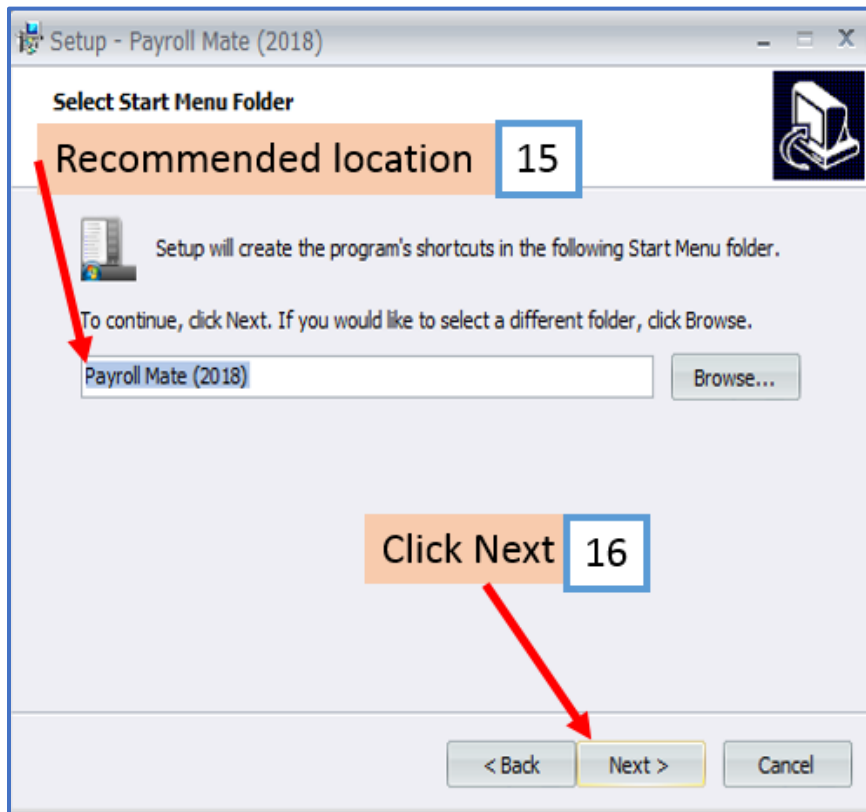 Setup - Payroll Mate (2018)
Select Start Menu Folder
Recommended location 15
Setup will create the program's shortcuts in the following Start Menu folder.
To continue, click Next. If you would like to select a different folder, click Browse.
Payroll Mate (2018) Browse...
Click Next 16
< Back Next > Cancel